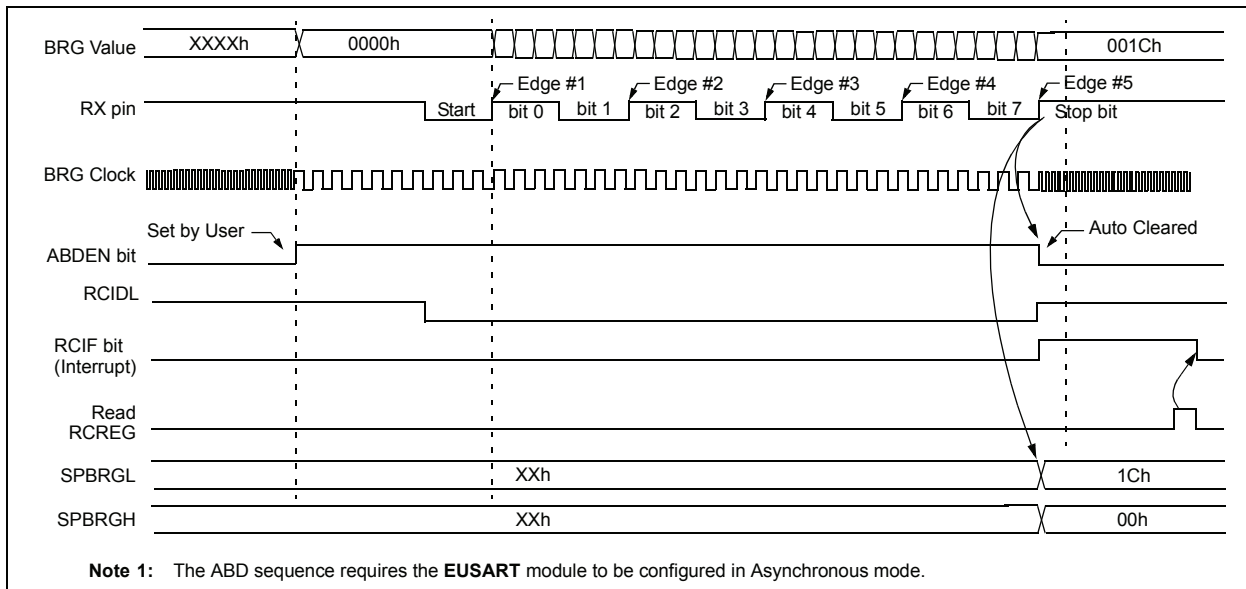 BRG Value XXXXh 0000h 001Ch
Edge #1 Edge #2 Edge #3 Edge #4 Edge #5
RX pin Start bit 0 bit 1 bit 2 bit 3 bit 4 bit 5 bit 6 bit 7 Stop bit
BRG Clock
Set by User Auto Cleared
ABDEN bit
RCIDL
RCIF bit
(Interrupt)
Read
RCREG
SPBRGL XXh 1Ch
SPBRGH XXh 00h
Note 1: The ABD sequence requires the EUSART module to be configured in Asynchronous mode.